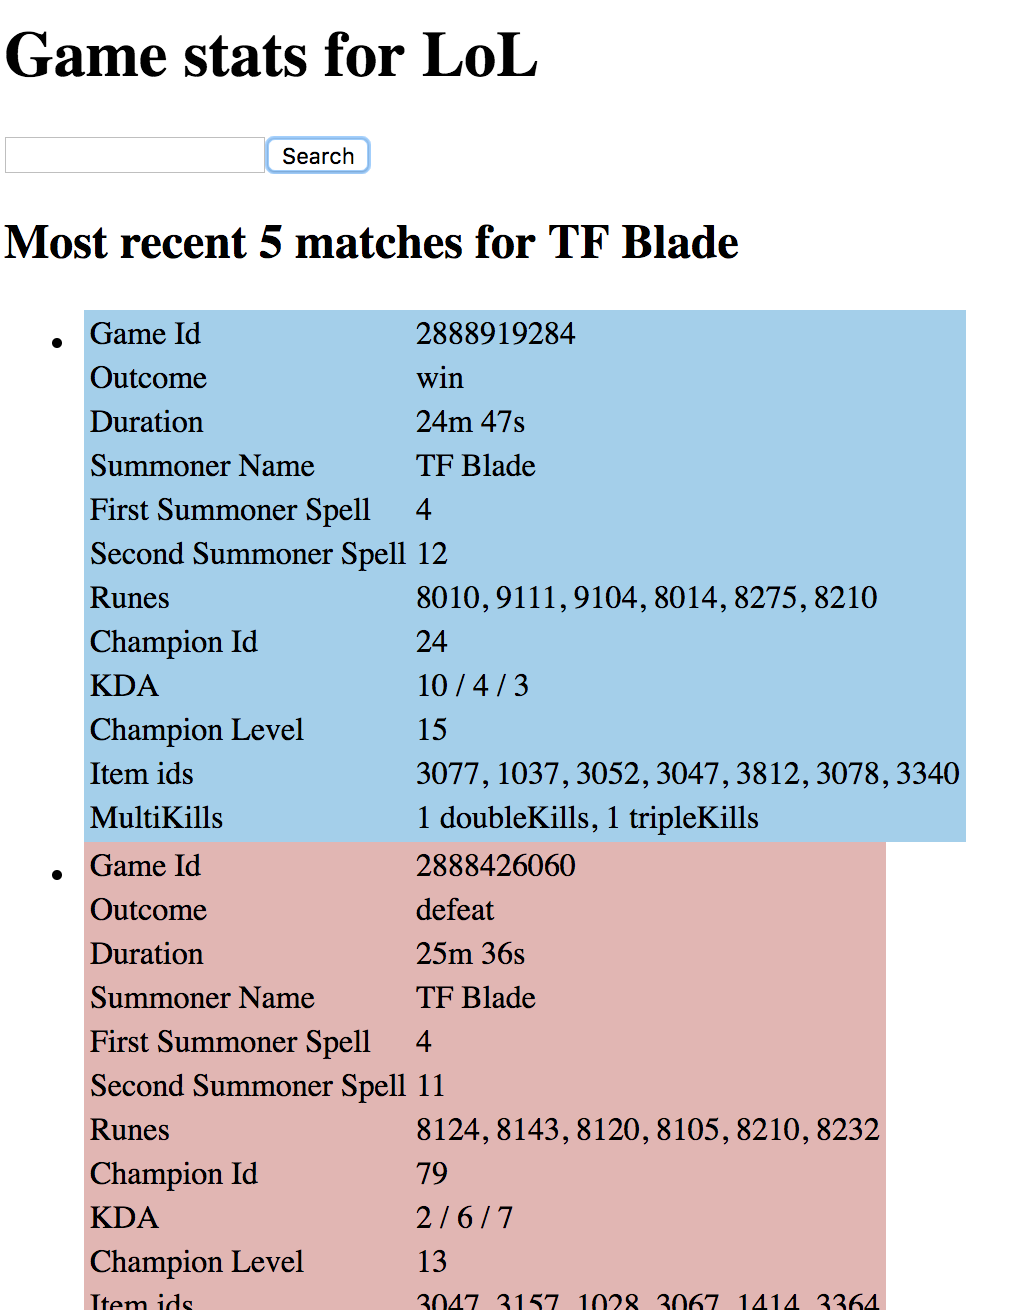 Game stats for LoL
Search
Most recent 5 matches for TF Blade
Game Id 2888919284
Outcome win
Duration 24m 47s
Summoner Name TF Blade
First Summoner Spell 4
Second Summoner Spell 12
Runes 8010, 9111, 9104, 8014, 8275, 8210
Champion Id 24
KDA 10 / 4 / 3
Champion Level 15
Item ids 3077, 1037, 3052, 3047, 3812, 3078, 3340
MultiKills 1 doubleKills, 1 tripleKills
Game Id 2888426060
Outcome defeat
Duration 25m 36s
Summoner Name TF Blade
First Summoner Spell 4
Second Summoner Spell 11
Runes 8124, 8143, 8120, 8105, 8210, 8232
Champion Id 79
KDA 2 / 6 / 7
Champion Level 13
Item ids 3047, 3157, 1028, 3067, 1414, 3364